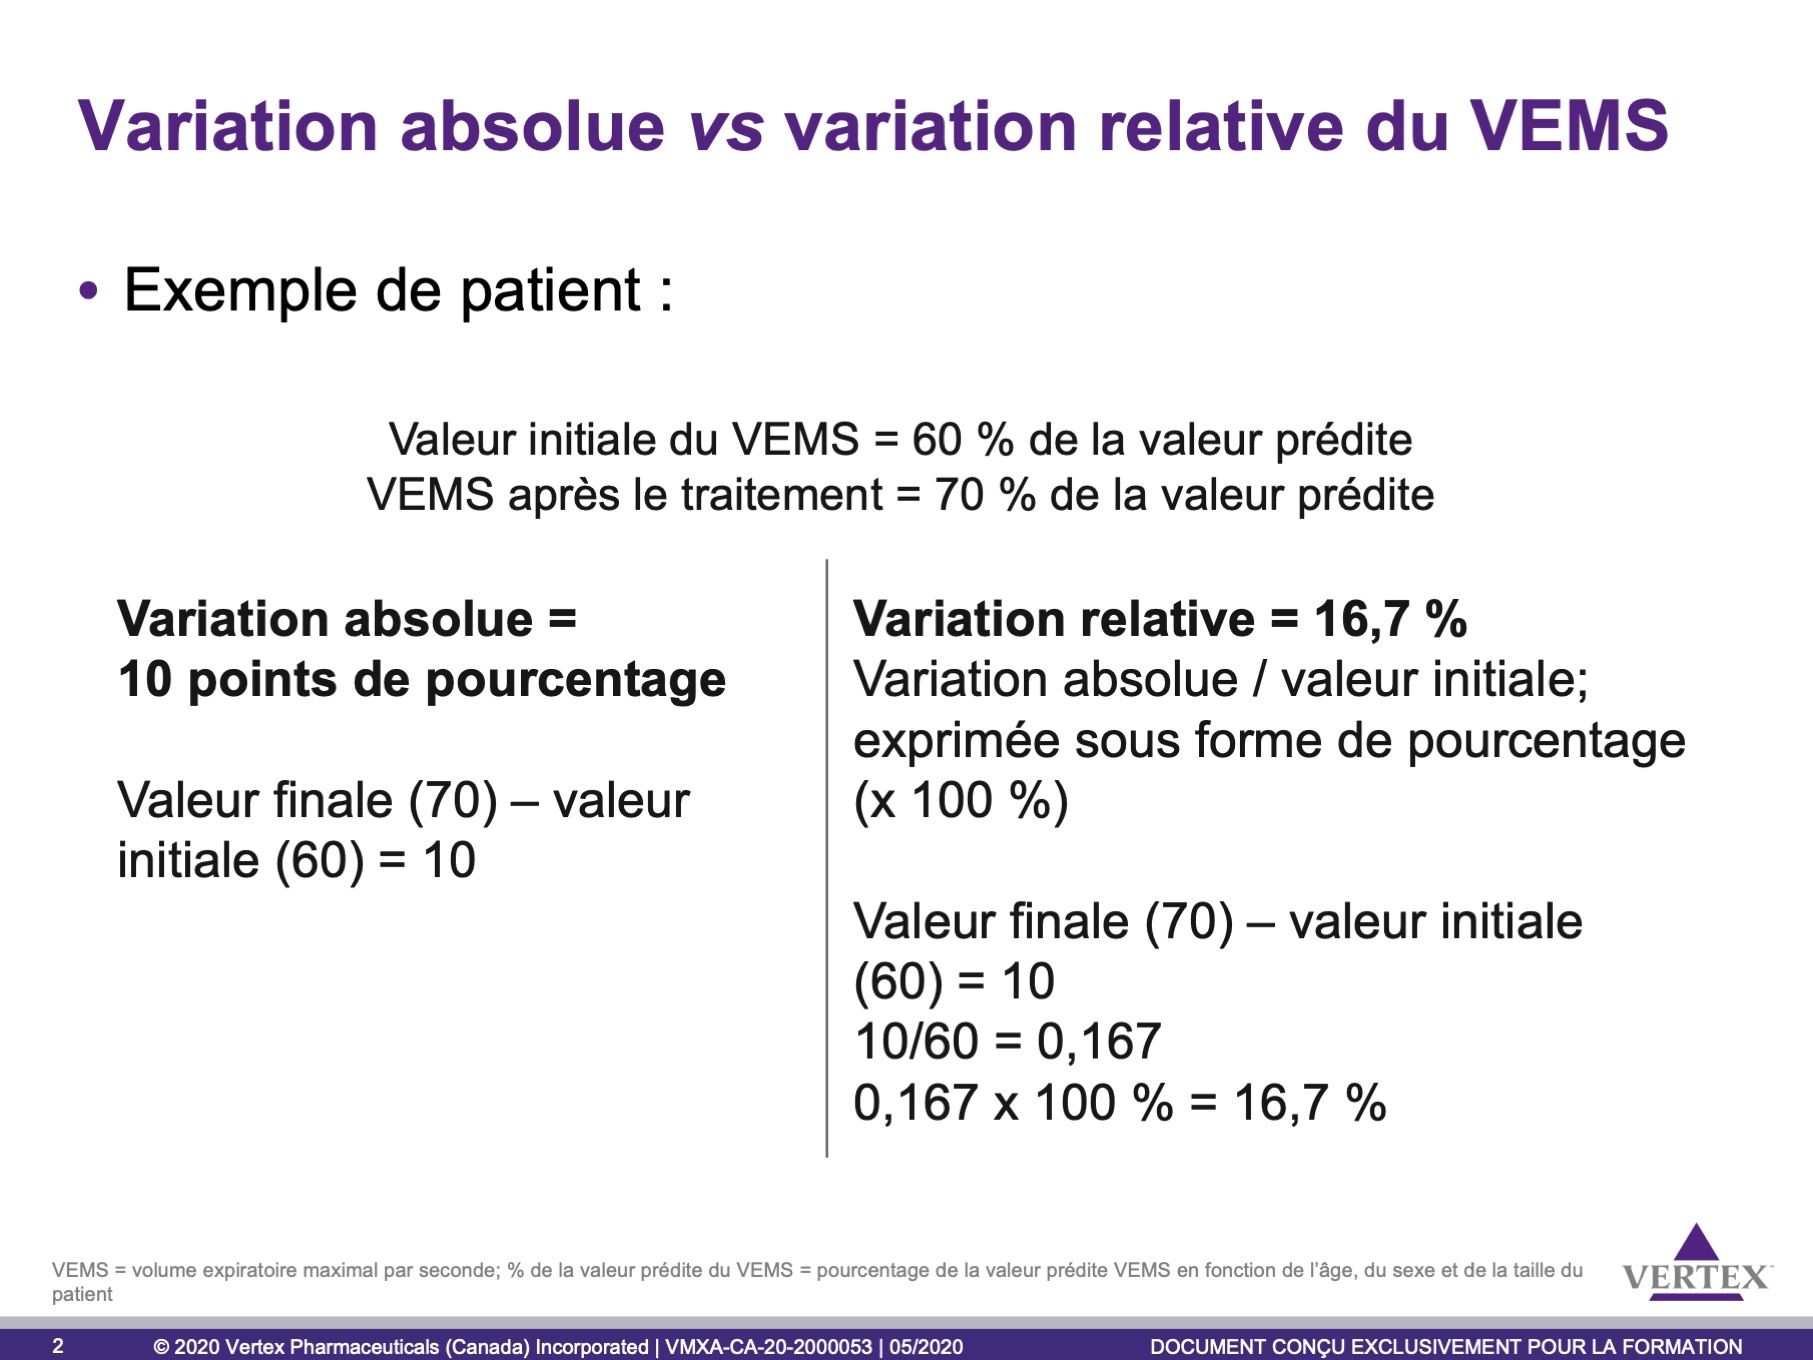 Variation absolue vs variation relative du VEMS
• Exemple de patient :
Valeur initiale du VEMS = 60 % de la valeur prédite
VEMS après le traitement = 70 % de la valeur prédite
Variation absolue =
10 points de pourcentage
Valeur finale (70) – valeur
initiale (60) = 10
Variation relative = 16,7 %
Variation absolue / valeur initiale;
exprimée sous forme de pourcentage
(x 100 %)
Valeur finale (70) – valeur initiale
(60) = 10
10/60 = 0,167
0,167 x 100 % = 16,7 %
VEMS = volume expiratoire maximal par seconde; % de la valeur prédite du VEMS = pourcentage de la valeur prédite VEMS en fonction de l’âge, du sexe et de la taille du
patient
VERTEX™
2 © 2020 Vertex Pharmaceuticals (Canada) Incorporated | VMXA-CA-20-2000053 | 05/2020 DOCUMENT CONÇU EXCLUSIVEMENT POUR LA FORMATION